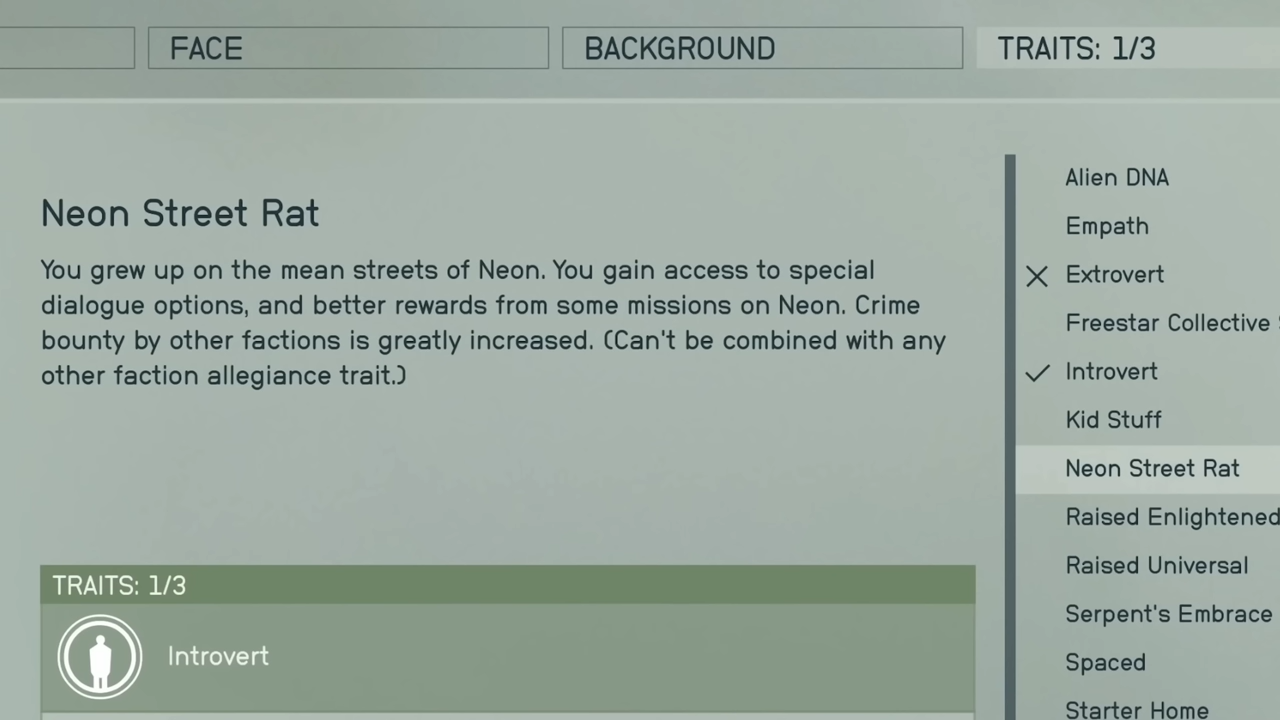 FACE
BACKGROUND
TRAITS: 1/3
Neon Street Rat
You grew up on the mean streets of Neon. You gain access to special
dialogue options, and better rewards from some missions on Neon. Crime
bounty by other factions is greatly increased. (Can't be combined with any
other faction allegiance trait.)
TRAITS: 1/3
Introvert
Alien DNA
Empath
Extrovert
Freestar Collective
Introvert
Kid Stuff
Neon Street Rat
Raised Enlightened
Raised Universal
Serpent's Embrace
Spaced
Starter Home